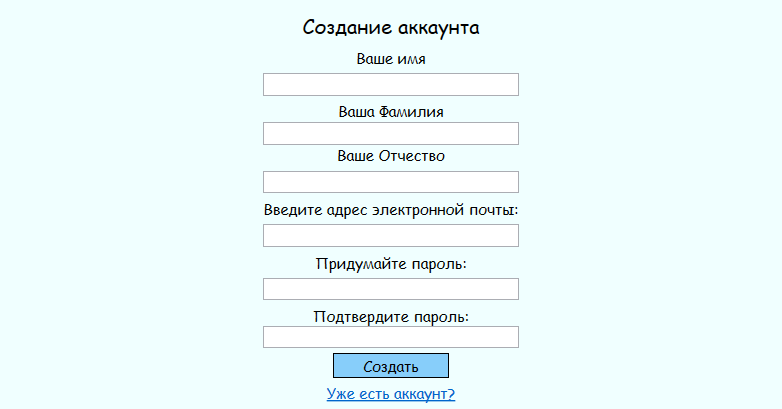 Создание аккаунта
Ваше имя
Ваша Фамилия
Ваше Отчество
Введите адрес электронной почты:
Придумайте пароль:
Подтвердите пароль:
Создать
Уже есть аккаунт?